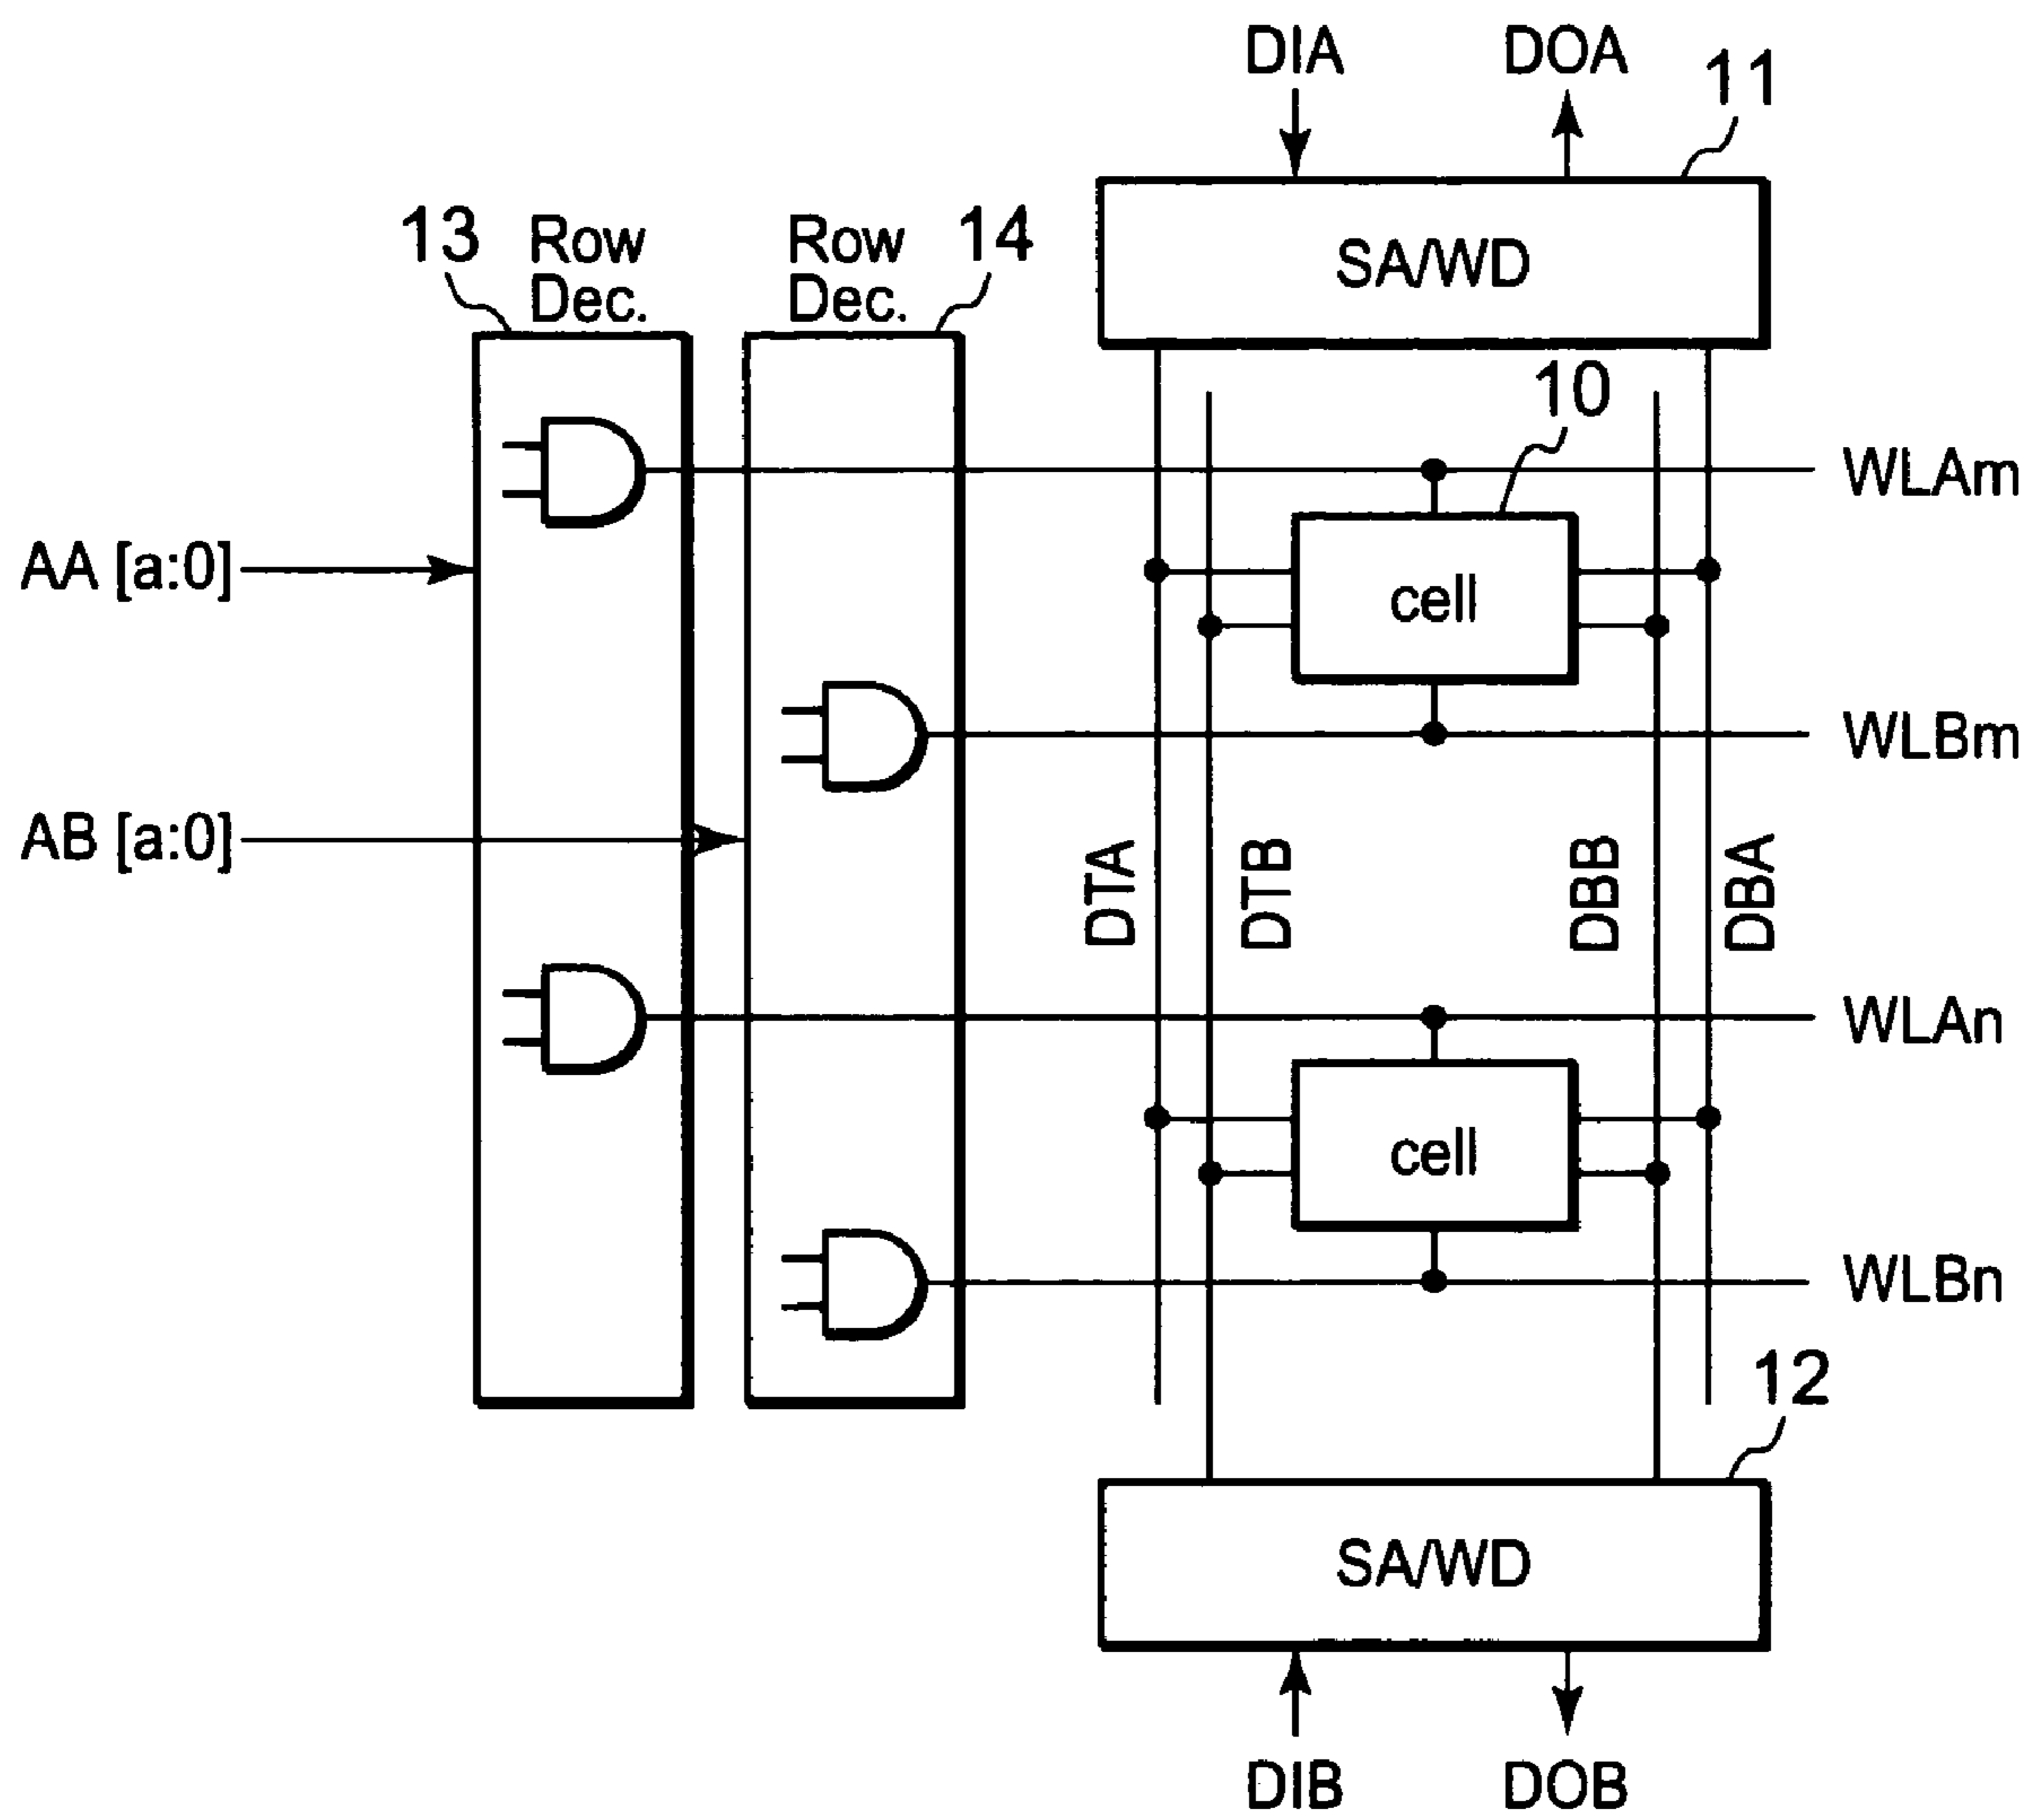 DIA
DOA
11
SA/WD
13
Row
Dec.
Row
Dec.
14
10
WLAm
AA [a:0]
cell
WLBm
AB [a:0]
DTA
DTB
DBB
DBA
WLAn
cell
WLBn
12
SA/WD
DIB
DOB